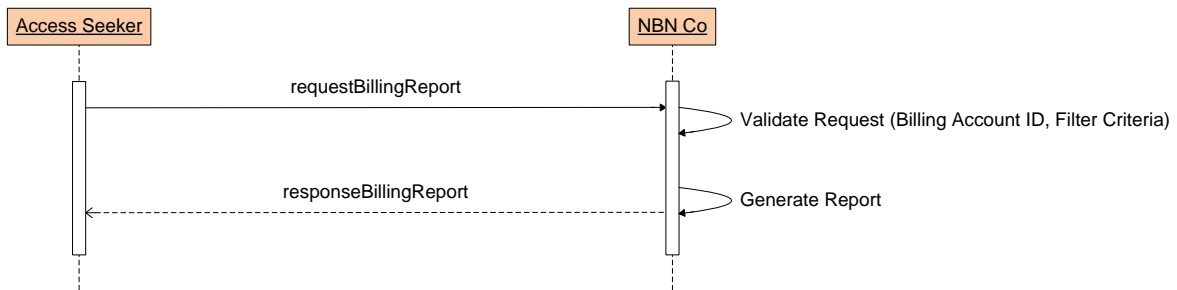 Access Seeker
NBN Co
requestBillingReport
Validate Request (Billing Account ID, Filter Criteria)
responseBillingReport
Generate Report